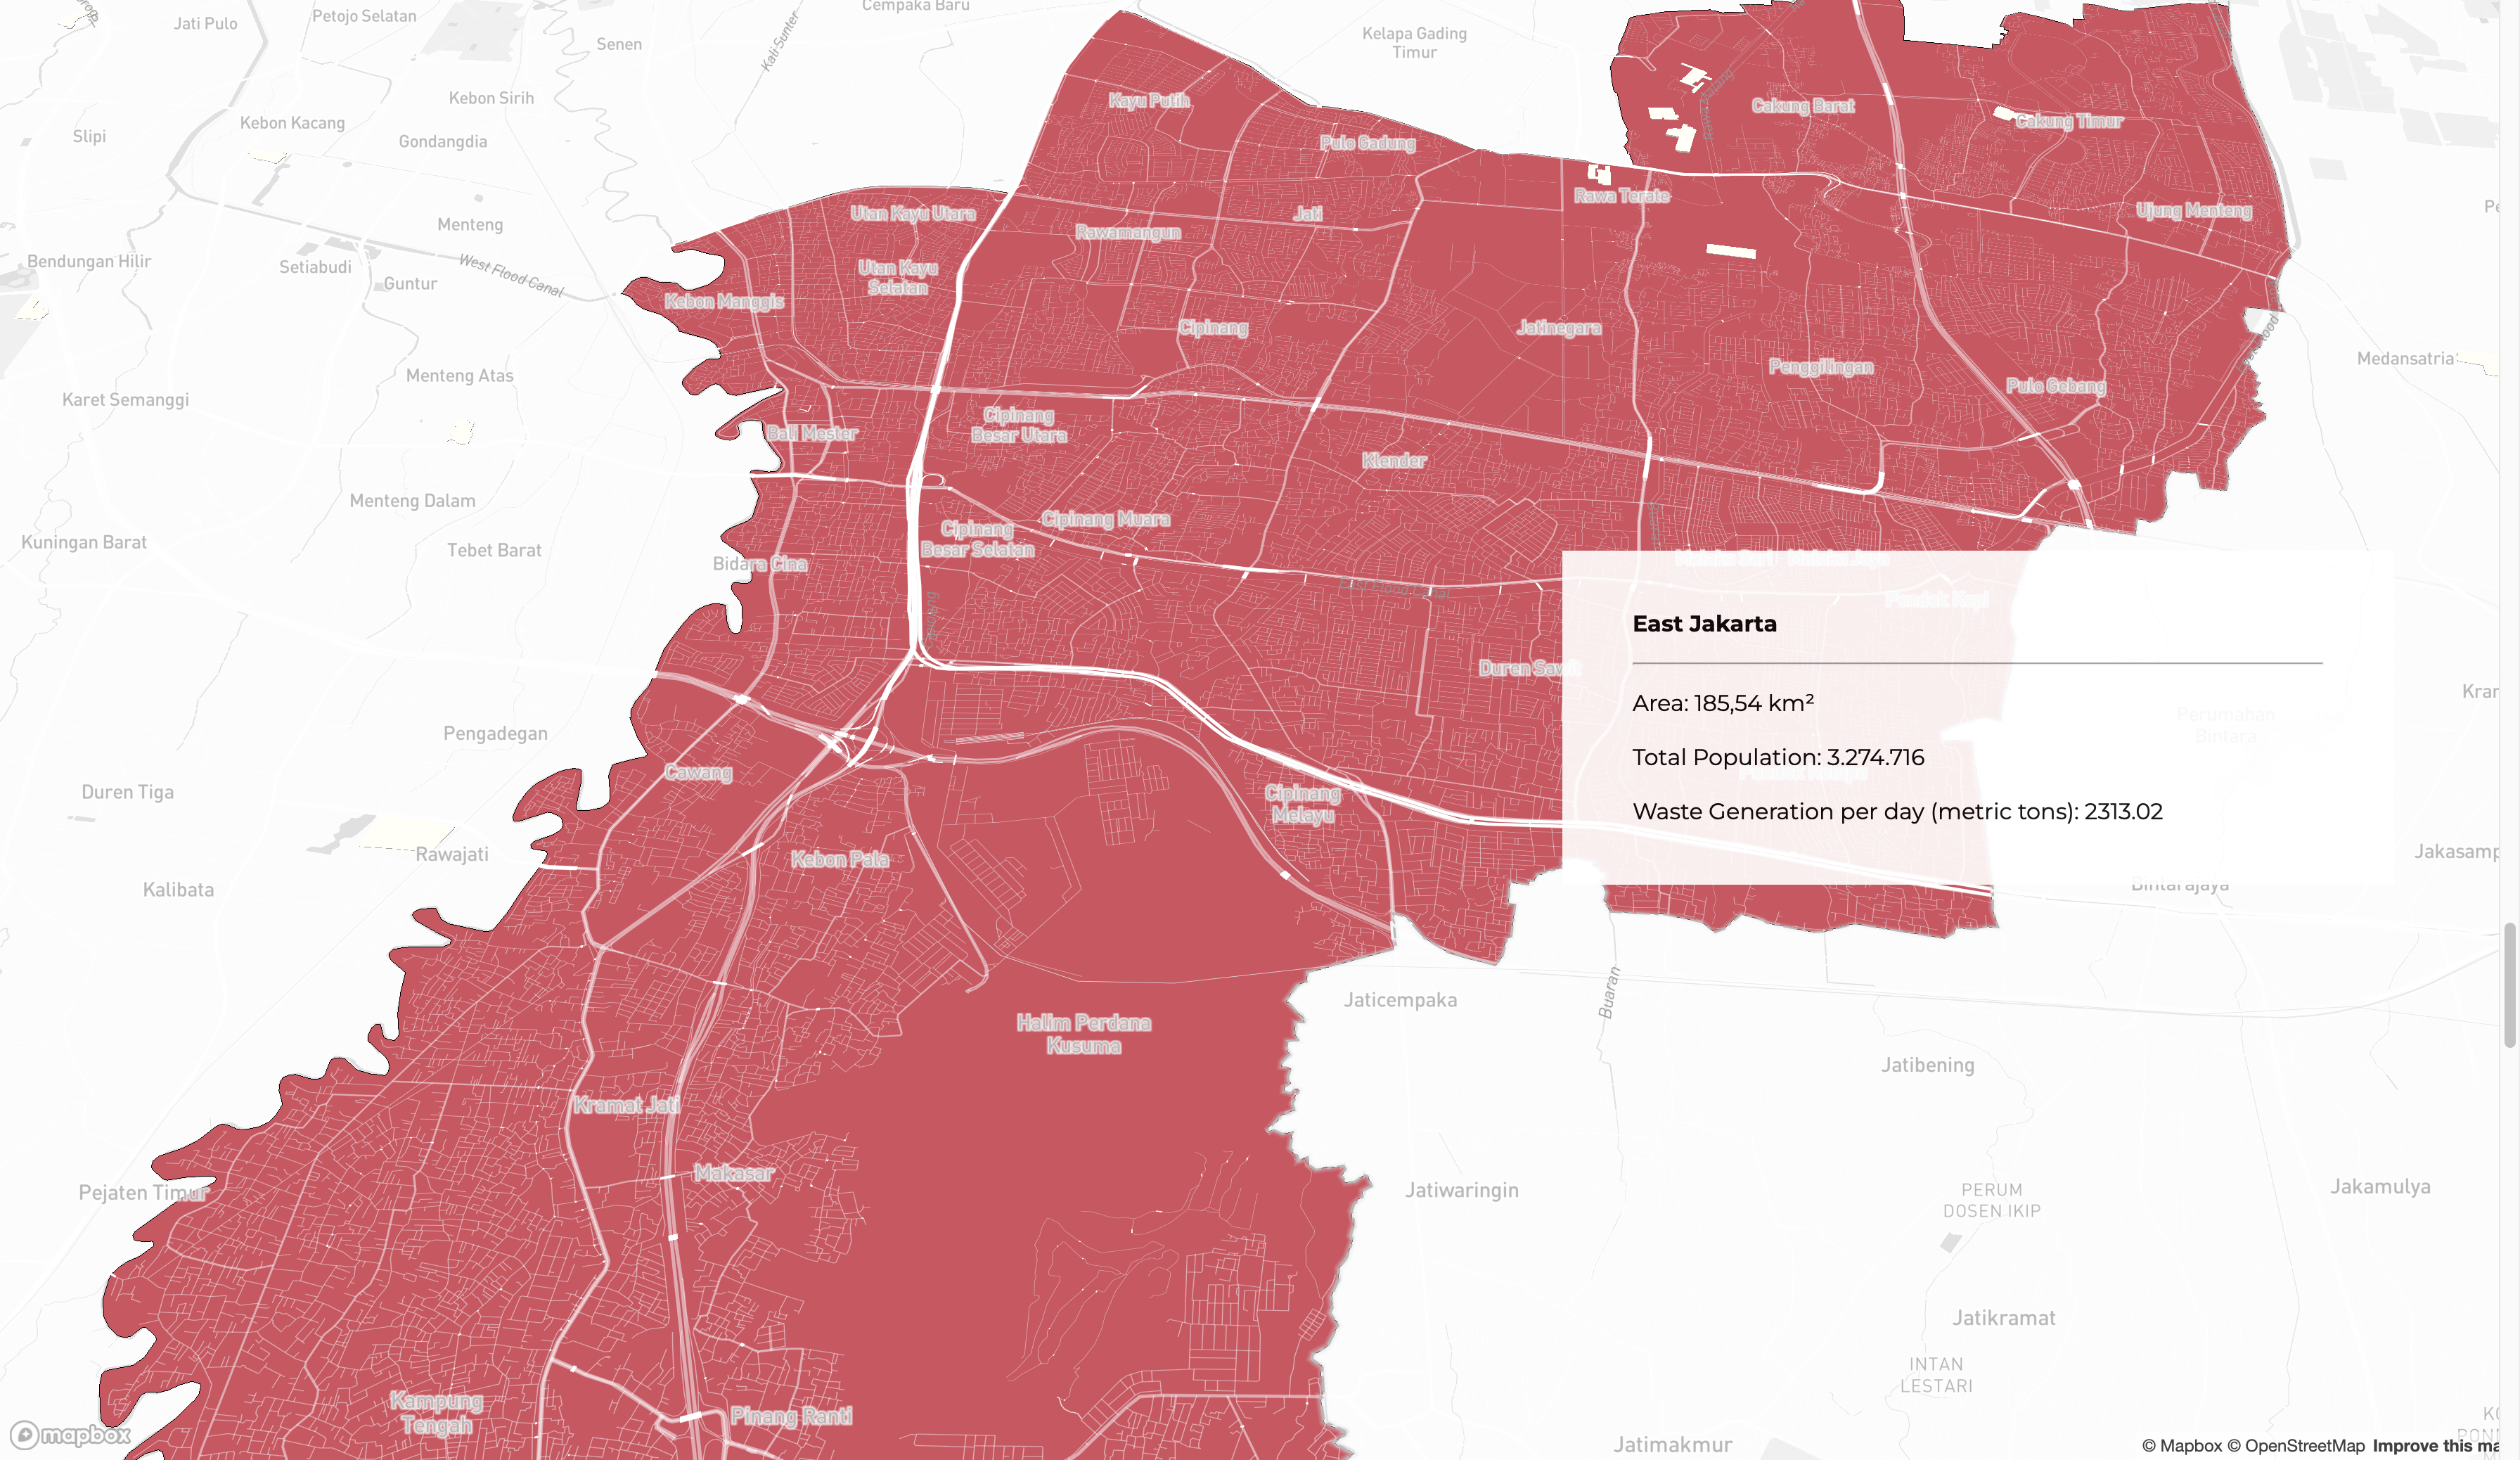 Jati Pulo
Petojo Selatan
Cempaka Baru
Senen
Kali Sunter
Kelapa Gading
Timur
Kebon Sirih
Kebon Kacang
Slipi
Gondangdia
Kayu Putih
Pulo Gadung
Cakung Barat
Cakung Timur
Menteng
Utan Kayu Utara
Jati
Rawamangun
Rawa Terate
Ujung Menteng
Bendungan Hilir
Setiabudi
Guntur
West Flood Canal
Utan Kayu
Selatan
Kebon Manggis
Cipinang
Jatinegara
Penggilingan
Pulo Gebang
Medansatria
Menteng Atas
Karet Semanggi
Bali Mester
Cipinang
Besar Utara
Klender
Menteng Dalam
Cipinang Muara
Cipinang
Besar Selatan
Kuningan Barat
Tebet Barat
Bidara Cina
East Flood Canal
Pondok Kopi
East Jakarta
Duren Sawit
Area: 185,54 km²
Perumahan
Bintara
Total Population: 3.274.716
Waste Generation per day (metric tons): 2313.02
Pengadegan
Cawang
Duren Tiga
Cipinang
Melayu
Rawajati
Kebon Pala
Kalibata
Bintarajaya
Jaticempaka
Buaran
Halim Perdana
Kusuma
Jatibening
Kramat Jati
Makasar
Pejaten Timur
Jatiwaringin
PERUM
DOSEN IKIP
Jakamulya
Jatikramat
INTAN
LESTARI
Kampung
Tengah
Pinang Ranti
Jatimakmur
mapbox
© Mapbox © OpenStreetMap Improve this ma